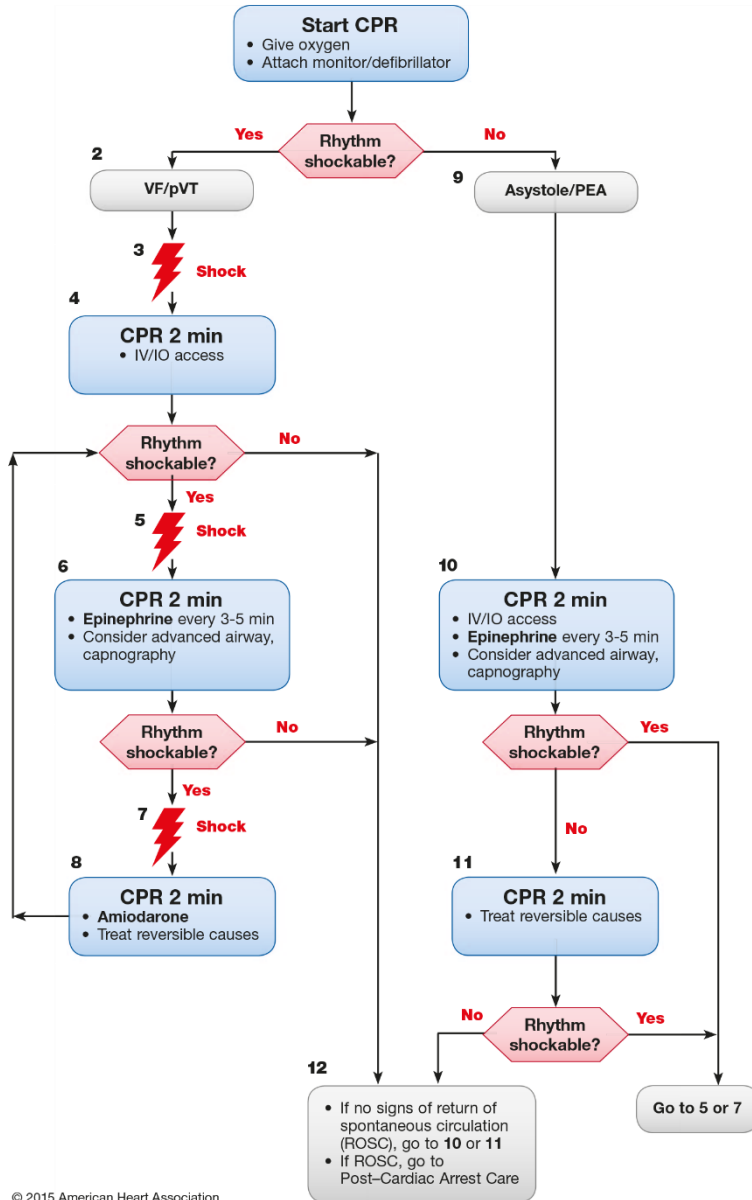 Start CPR
• Give oxygen
• Attach monitor/defibrillator
Yes
Rhythm
shockable?
No
2
VF/pVT
9
Asystole/PEA
3
Shock
4
CPR 2 min
• IV/IO access
Rhythm
shockable?
No
Yes
5
Shock
6
CPR 2 min
• Epinephrine every 3-5 min
• Consider advanced airway,
capnography
10
CPR 2 min
• IV/IO access
• Epinephrine every 3-5 min
• Consider advanced airway,
capnography
Rhythm
shockable?
No
Rhythm
shockable?
Yes
Yes
7
Shock
No
8
CPR 2 min
• Amiodarone
• Treat reversible causes
11
CPR 2 min
• Treat reversible causes
No
Rhythm
shockable?
Yes
12
• If no signs of return of
spontaneous circulation
(ROSC), go to 10 or 11
• If ROSC, go to
Post–Cardiac Arrest Care
Go to 5 or 7
© 2015 American Heart Association